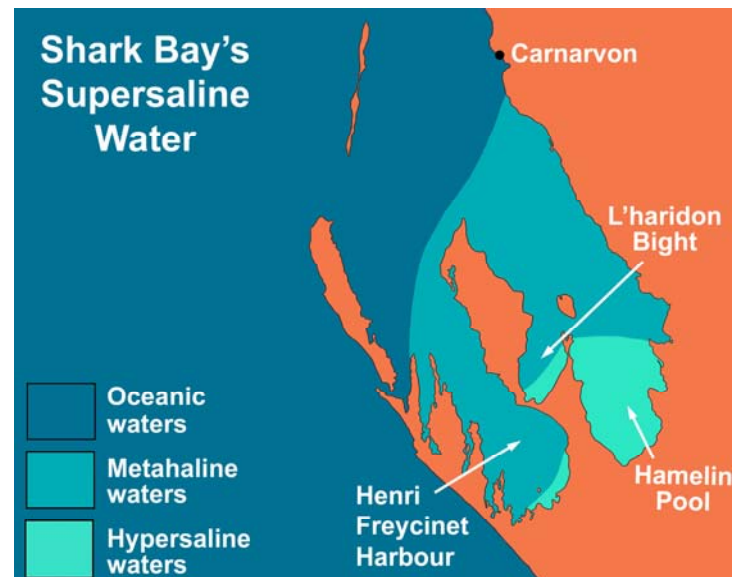 Shark Bay's
Supersaline
Water
Carnarvon
L'haridon
Bight
Oceanic
waters
Metahaline
waters
Hypersaline
waters
Henri
Freycinet
Harbour
Hamelin
Pool